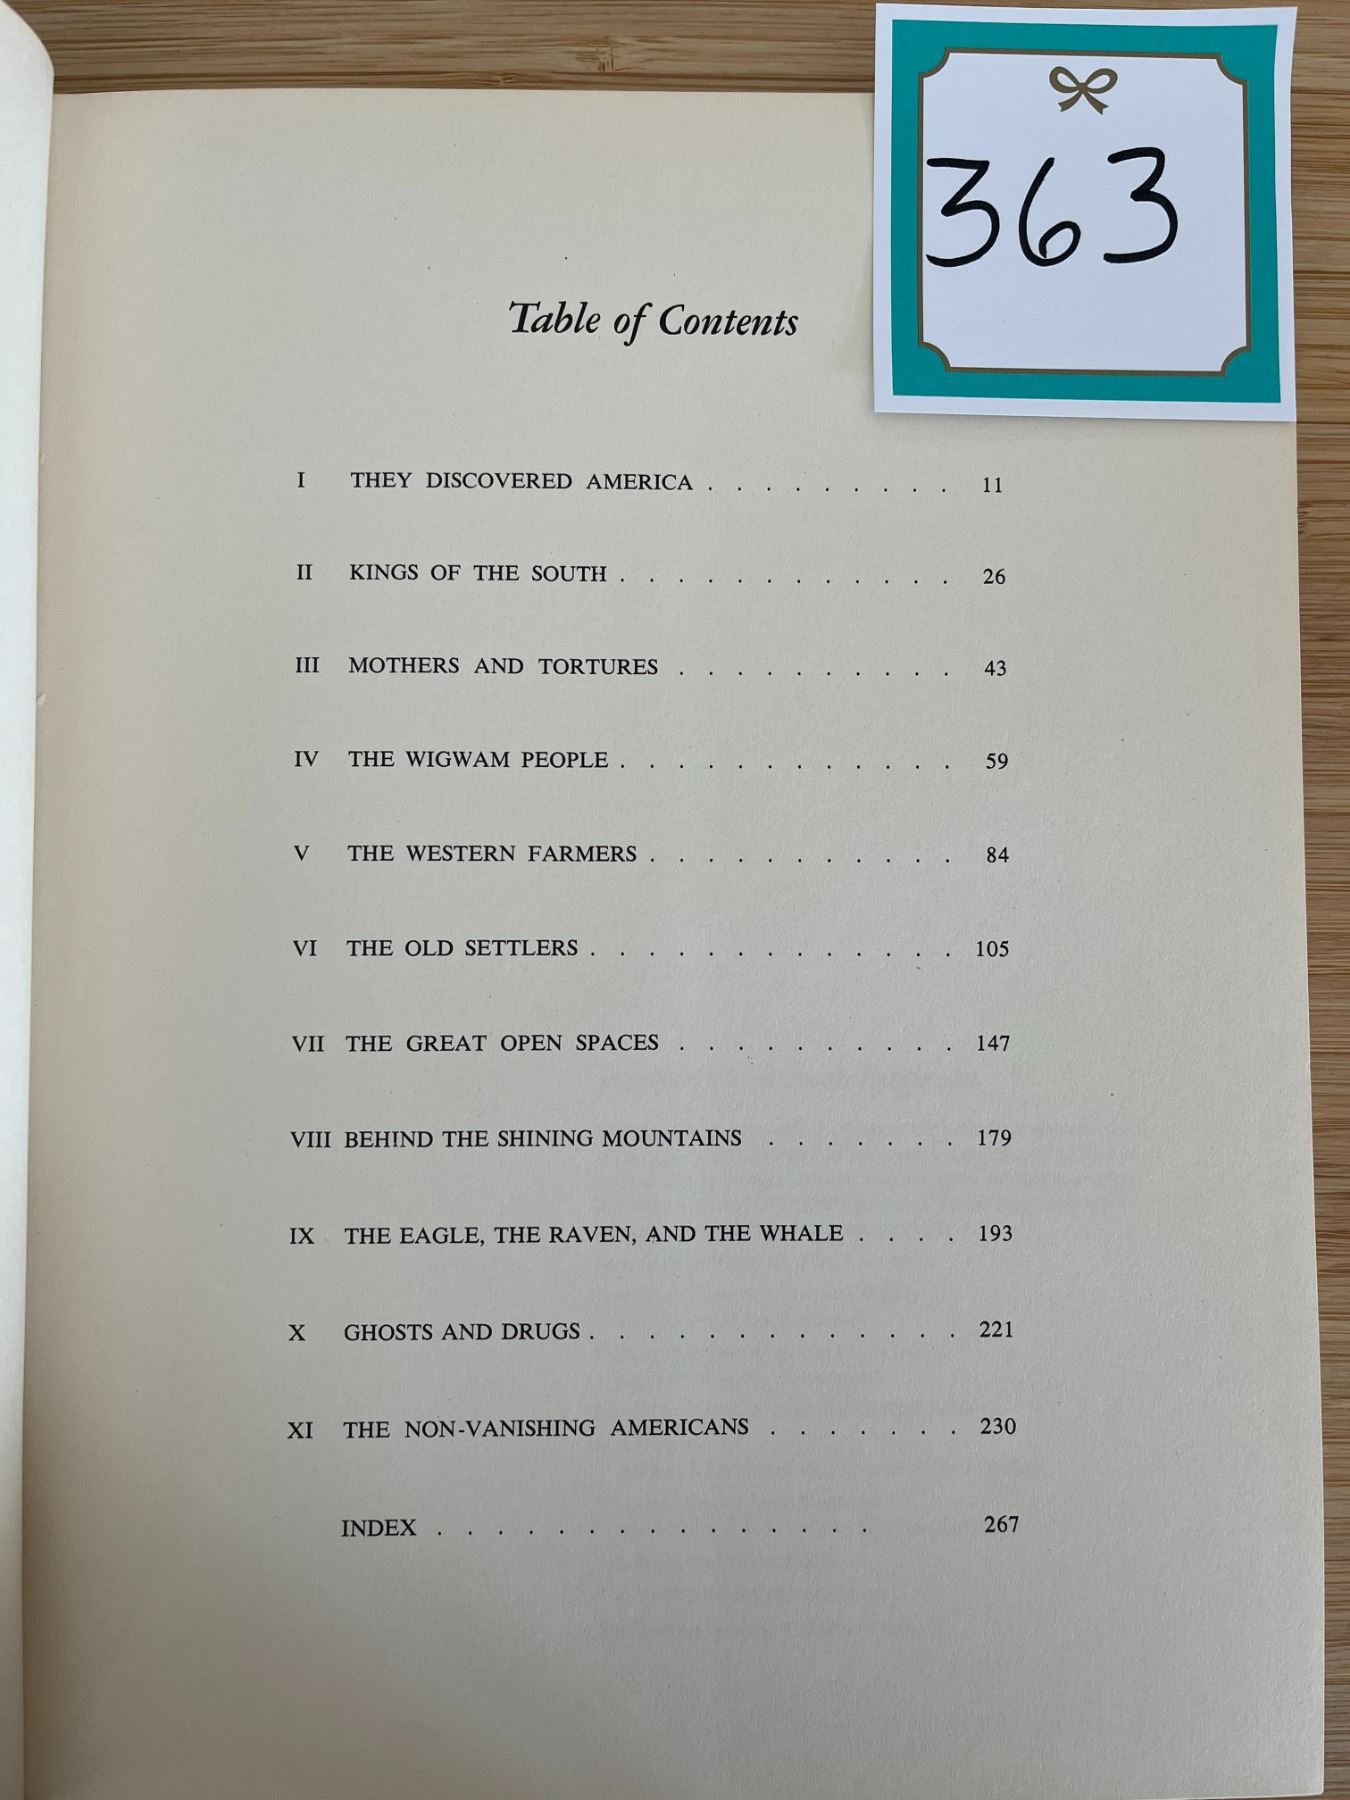 363
Table of Contents
I THEY DISCOVERED AMERICA . . . . . . . . . 11
II KINGS OF THE SOUTH . . . . . . . . . . . . 26
III MOTHERS AND TORTURES . . . . . . . . . . 43
IV THE WIGWAM PEOPLE . . . . . . . . . . . . 59
V THE WESTERN FARMERS . . . . . . . . . . . 84
VI THE OLD SETTLERS . . . . . . . . . . . . . 105
VII THE GREAT OPEN SPACES . . . . . . . . . . 147
VIII BEHIND THE SHINING MOUNTAINS . . . . . . . 179
IX THE EAGLE, THE RAVEN, AND THE WHALE . . . . 193
X GHOSTS AND DRUGS . . . . . . . . . . . . . 221
XI THE NON-VANISHING AMERICANS . . . . . . . 230
INDEX . . . . . . . . . . . . . . . 267